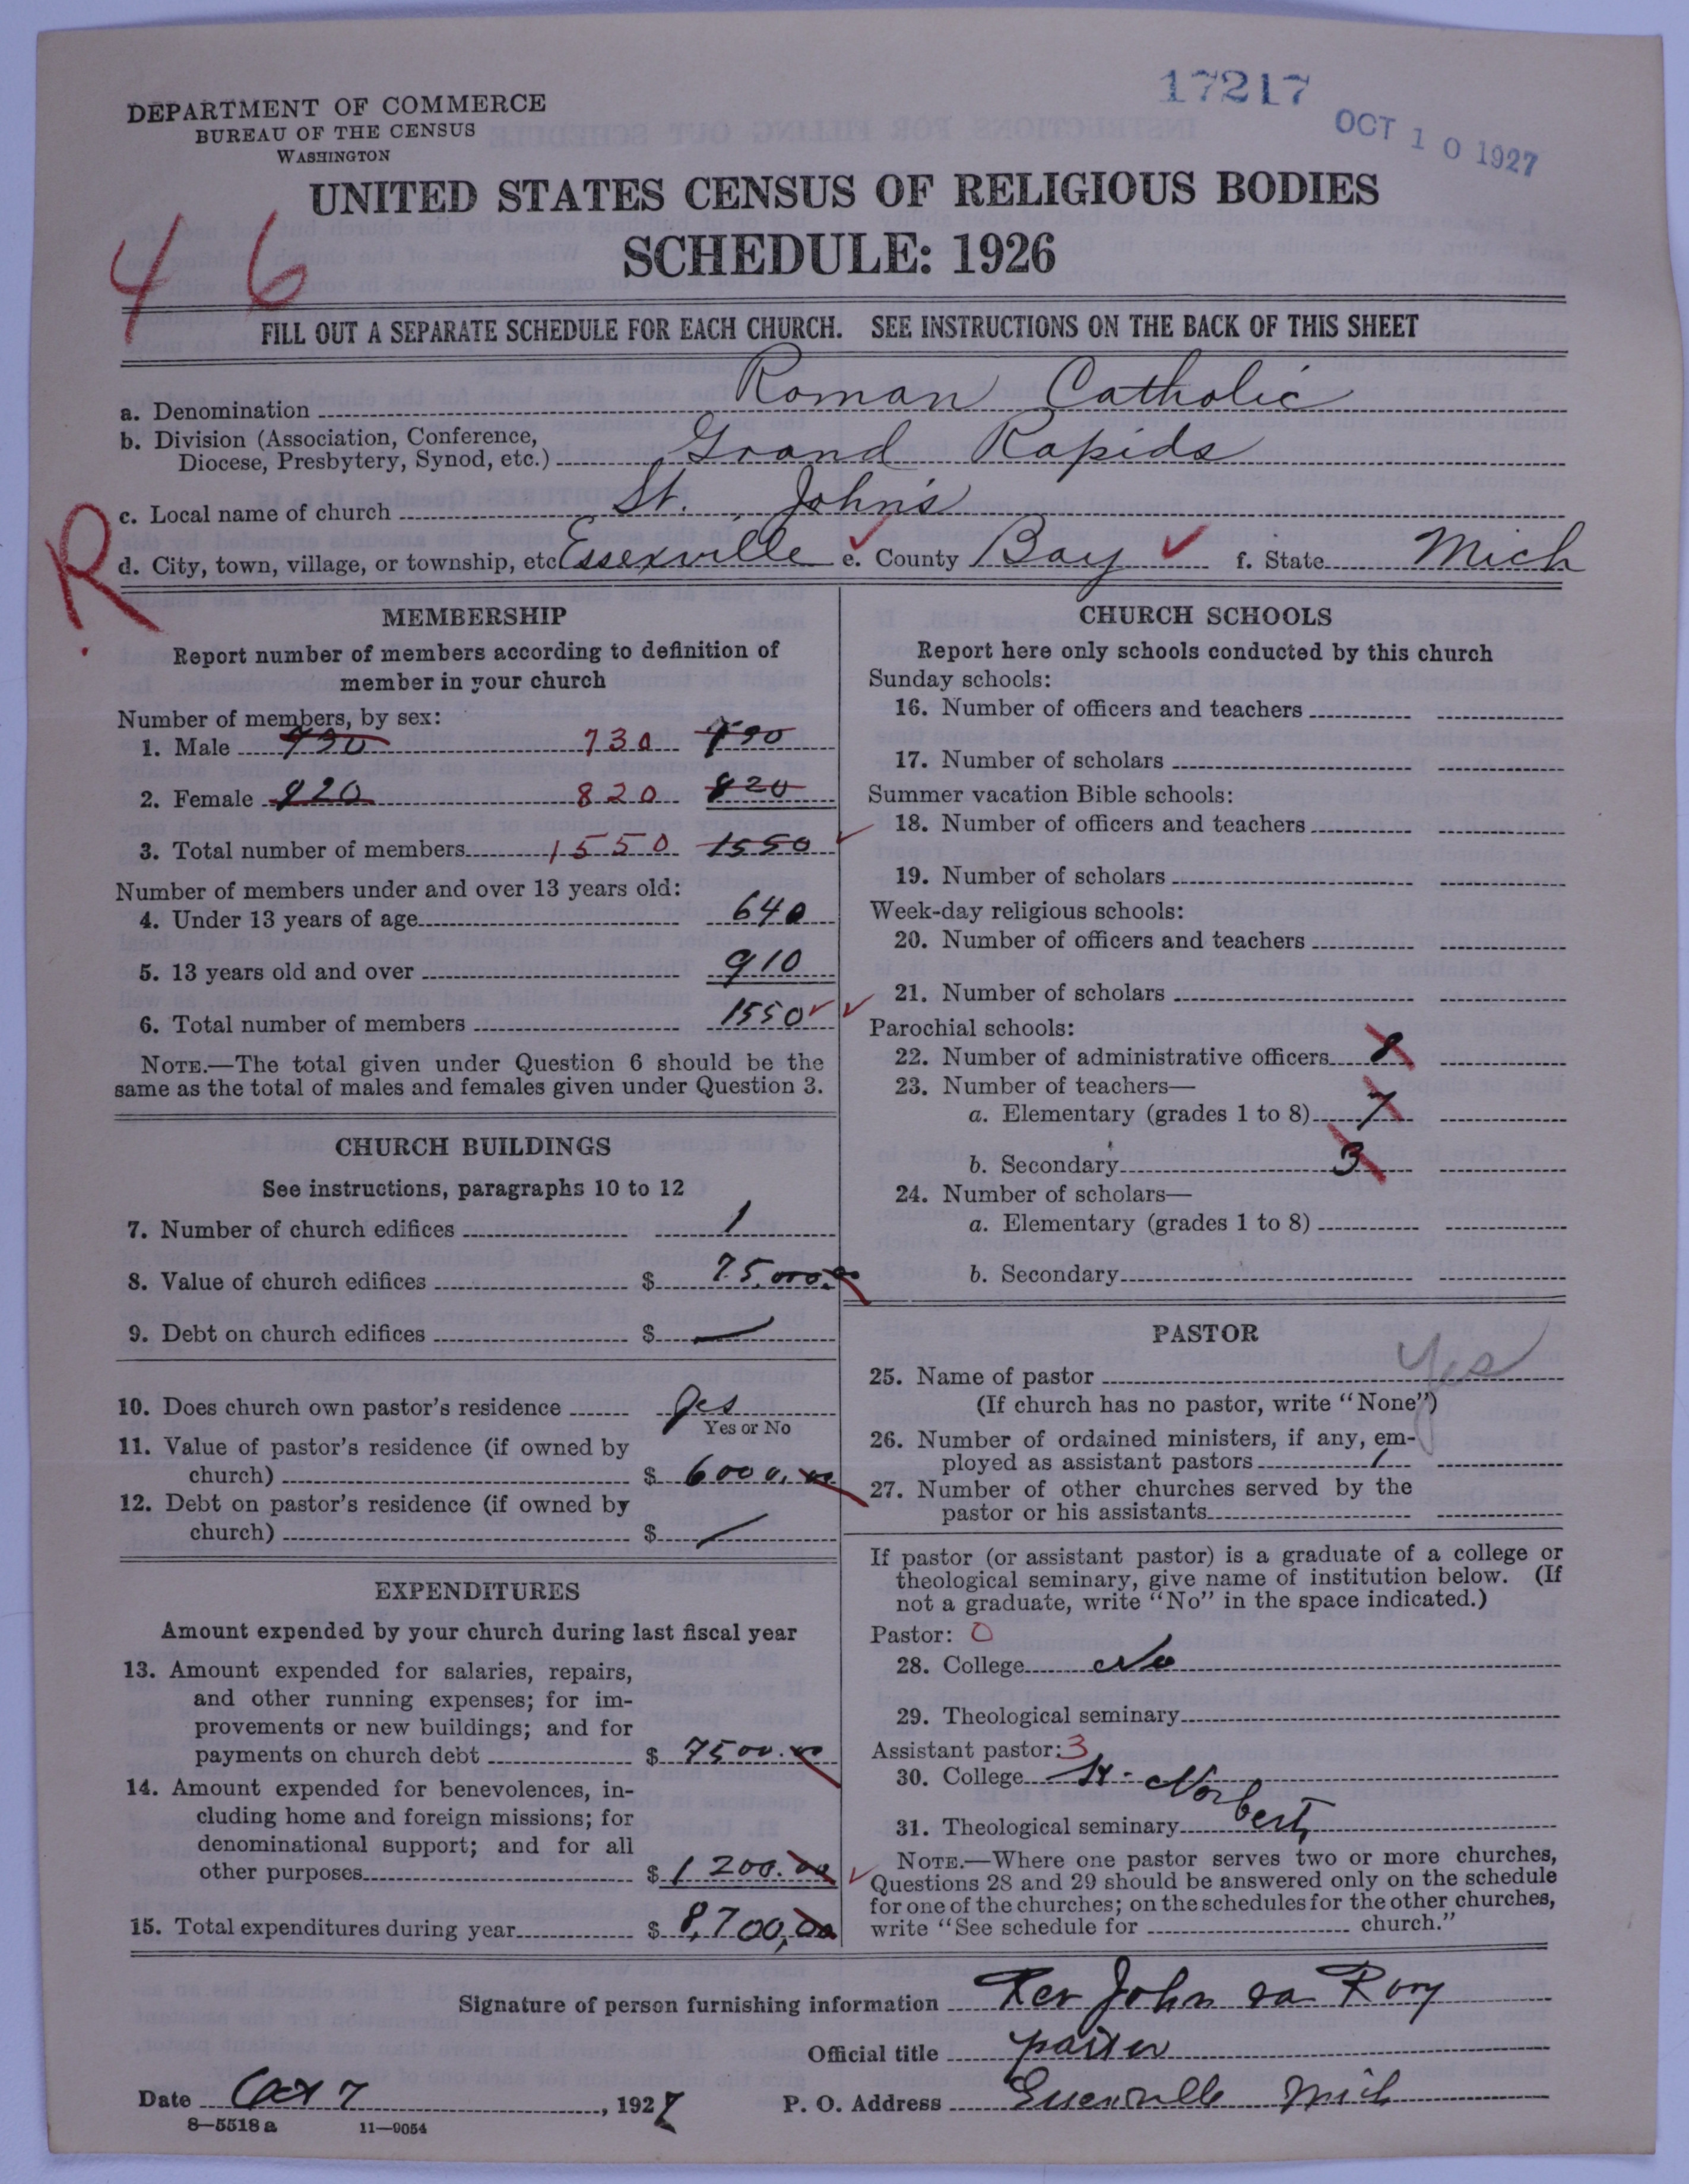 17217
OCT 10 1927
DEPARTMENT OF COMMERCE
BUREAU OF THE CENSUS
WASHINGTON
UNITED STATES CENSUS OF RELIGIOUS BODIES
SCHEDULE: 1926
4 6
FILL OUT A SEPARATE SCHEDULE FOR EACH CHURCH. SEE INSTRUCTIONS ON THE BACK OF THIS SHEET
a. Denomination Roman Catholic
b. Division (Association, Conference,
Diocese, Presbytery, Synod, etc.) Grand Rapids
R
c. Local name of church St. John's
d. City, town, village, or township, etc Essexville e. County Bay f. State Mich
MEMBERSHIP
Report number of members according to definition of
member in your church
Number of members, by sex:
1. Male 730 730 730
2. Female 820 820 820
3. Total number of members 1550 1550
Number of members under and over 13 years old:
4. Under 13 years of age 640
5. 13 years old and over 910
6. Total number of members 1550
NOTE.—The total given under Question 6 should be the
same as the total of males and females given under Question 3.
CHURCH BUILDINGS
See instructions, paragraphs 10 to 12
7. Number of church edifices 1
8. Value of church edifices $ 75,000.00
9. Debt on church edifices $ —
10. Does church own pastor's residence yes
Yes or No
11. Value of pastor's residence (if owned by
church) $ 6000.00
12. Debt on pastor's residence (if owned by
church) $ —
EXPENDITURES
Amount expended by your church during last fiscal year
13. Amount expended for salaries, repairs,
and other running expenses; for im-
provements or new buildings; and for
payments on church debt $ 7500.00
14. Amount expended for benevolences, in-
cluding home and foreign missions; for
denominational support; and for all
other purposes $ 1200.00
15. Total expenditures during year $ 8,700,00
CHURCH SCHOOLS
Report here only schools conducted by this church
Sunday schools:
16. Number of officers and teachers
17. Number of scholars
Summer vacation Bible schools:
18. Number of officers and teachers
19. Number of scholars
Week-day religious schools:
20. Number of officers and teachers
21. Number of scholars
Parochial schools:
22. Number of administrative officers
23. Number of teachers—
a. Elementary (grades 1 to 8) 7
b. Secondary 3
24. Number of scholars—
a. Elementary (grades 1 to 8)
b. Secondary
PASTOR
25. Name of pastor Yes
(If church has no pastor, write "None")
26. Number of ordained ministers, if any, em-
ployed as assistant pastors 1
27. Number of other churches served by the
pastor or his assistants
If pastor (or assistant pastor) is a graduate of a college or
theological seminary, give name of institution below. (If
not a graduate, write "No" in the space indicated.)
Pastor: 0
28. College No
29. Theological seminary
Assistant pastor: 3
30. College St. Norbert
31. Theological seminary
NOTE.—Where one pastor serves two or more churches,
Questions 28 and 29 should be answered only on the schedule
for one of the churches; on the schedules for the other churches,
write "See schedule for church."
Signature of person furnishing information Rev John
Official title pastor
Date Oct 7, 1927 P. O. Address Essexville Mich
8—5518 a 11—9054